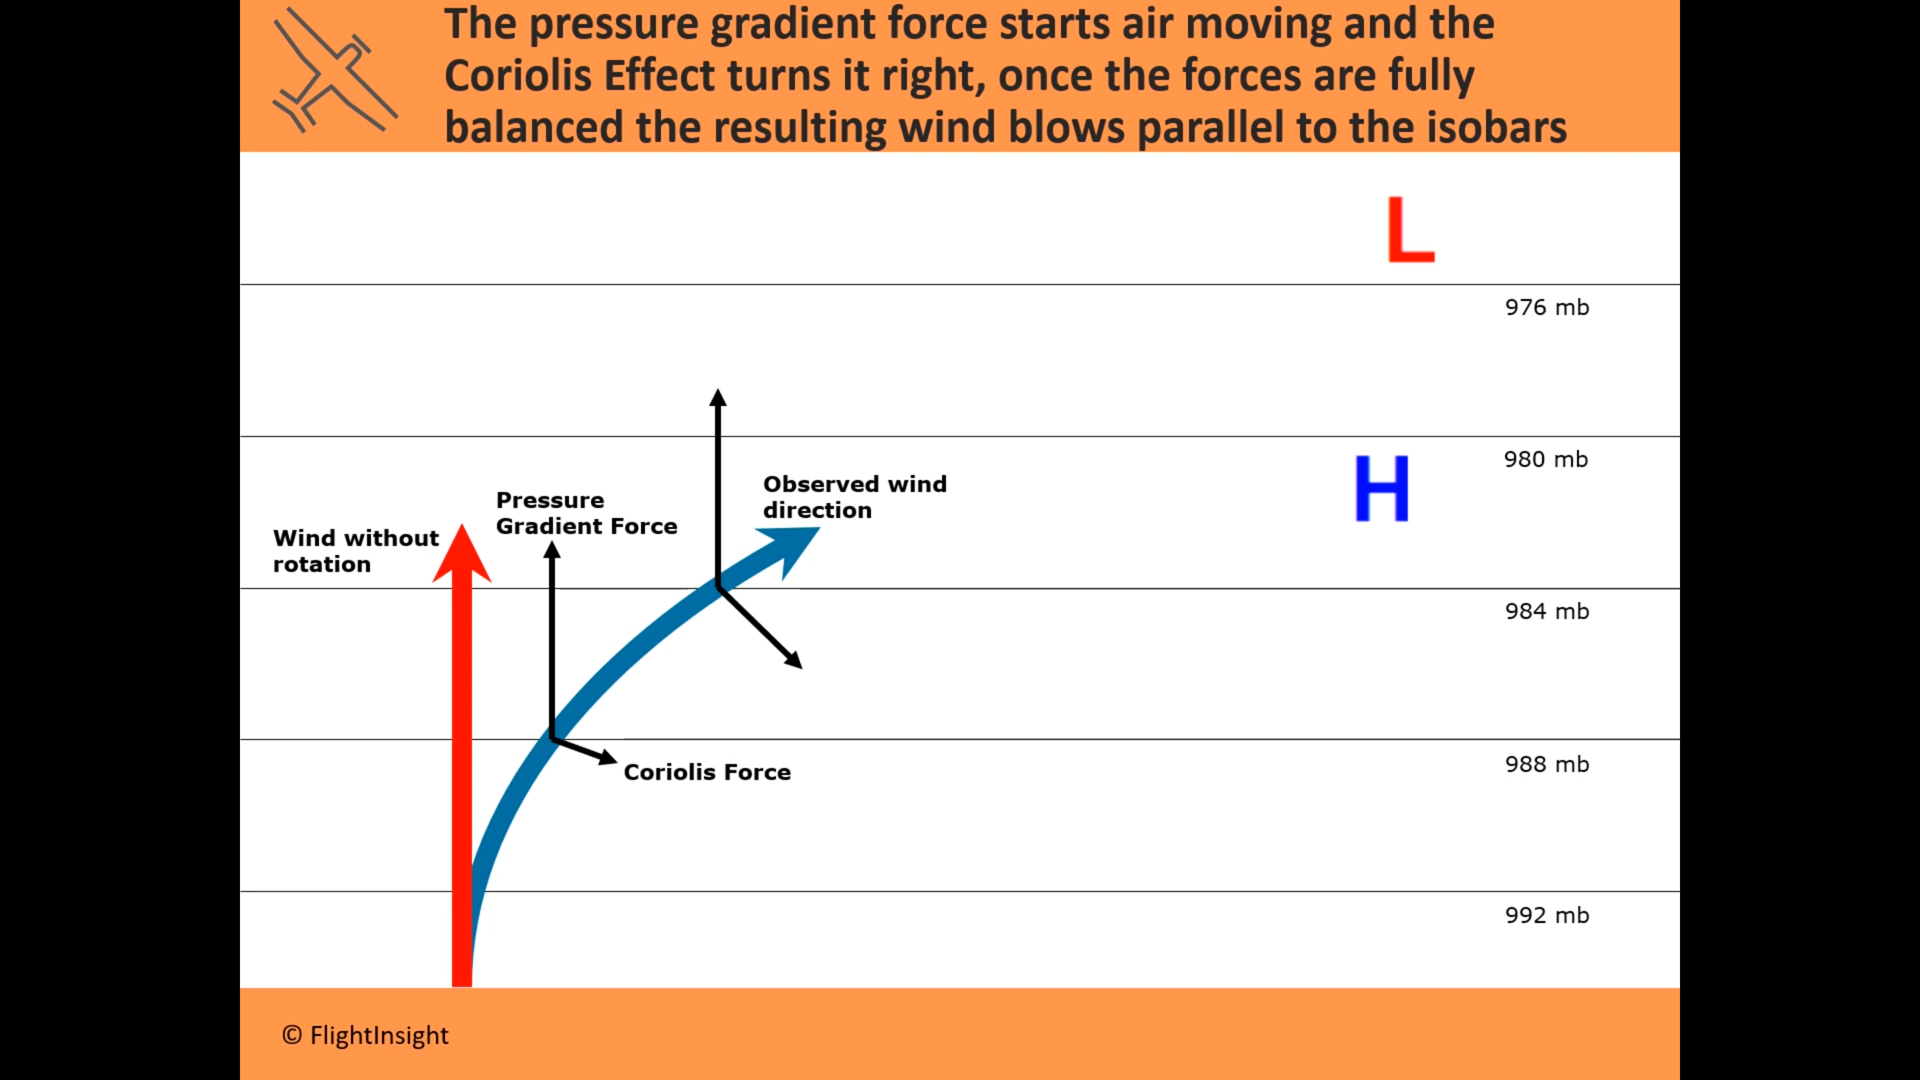 The pressure gradient force starts air moving and the
Coriolis Effect turns it right, once the forces are fully
balanced the resulting wind blows parallel to the isobars
L
976 mb
980 mb
H
Observed wind
direction
Pressure
Gradient Force
Wind without
rotation
984 mb
988 mb
Coriolis Force
992 mb
© FlightInsight